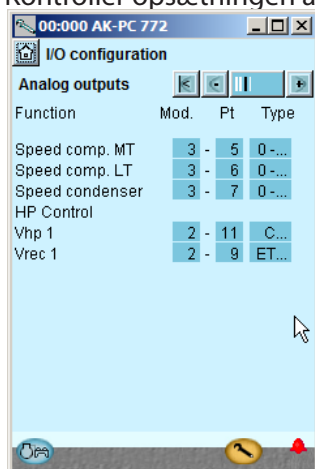 Kontroller opsætningen a
00:000 AK-PC 772
I/O configuration
Analog outputs
Function Mod. Pt Type
Speed comp. MT 3 - 5 0 -...
Speed comp. LT 3 - 6 0 -...
Speed condenser 3 - 7 0 -...
HP Control
Vhp 1 2 - 11 C...
Vrec 1 2 - 9 ET...